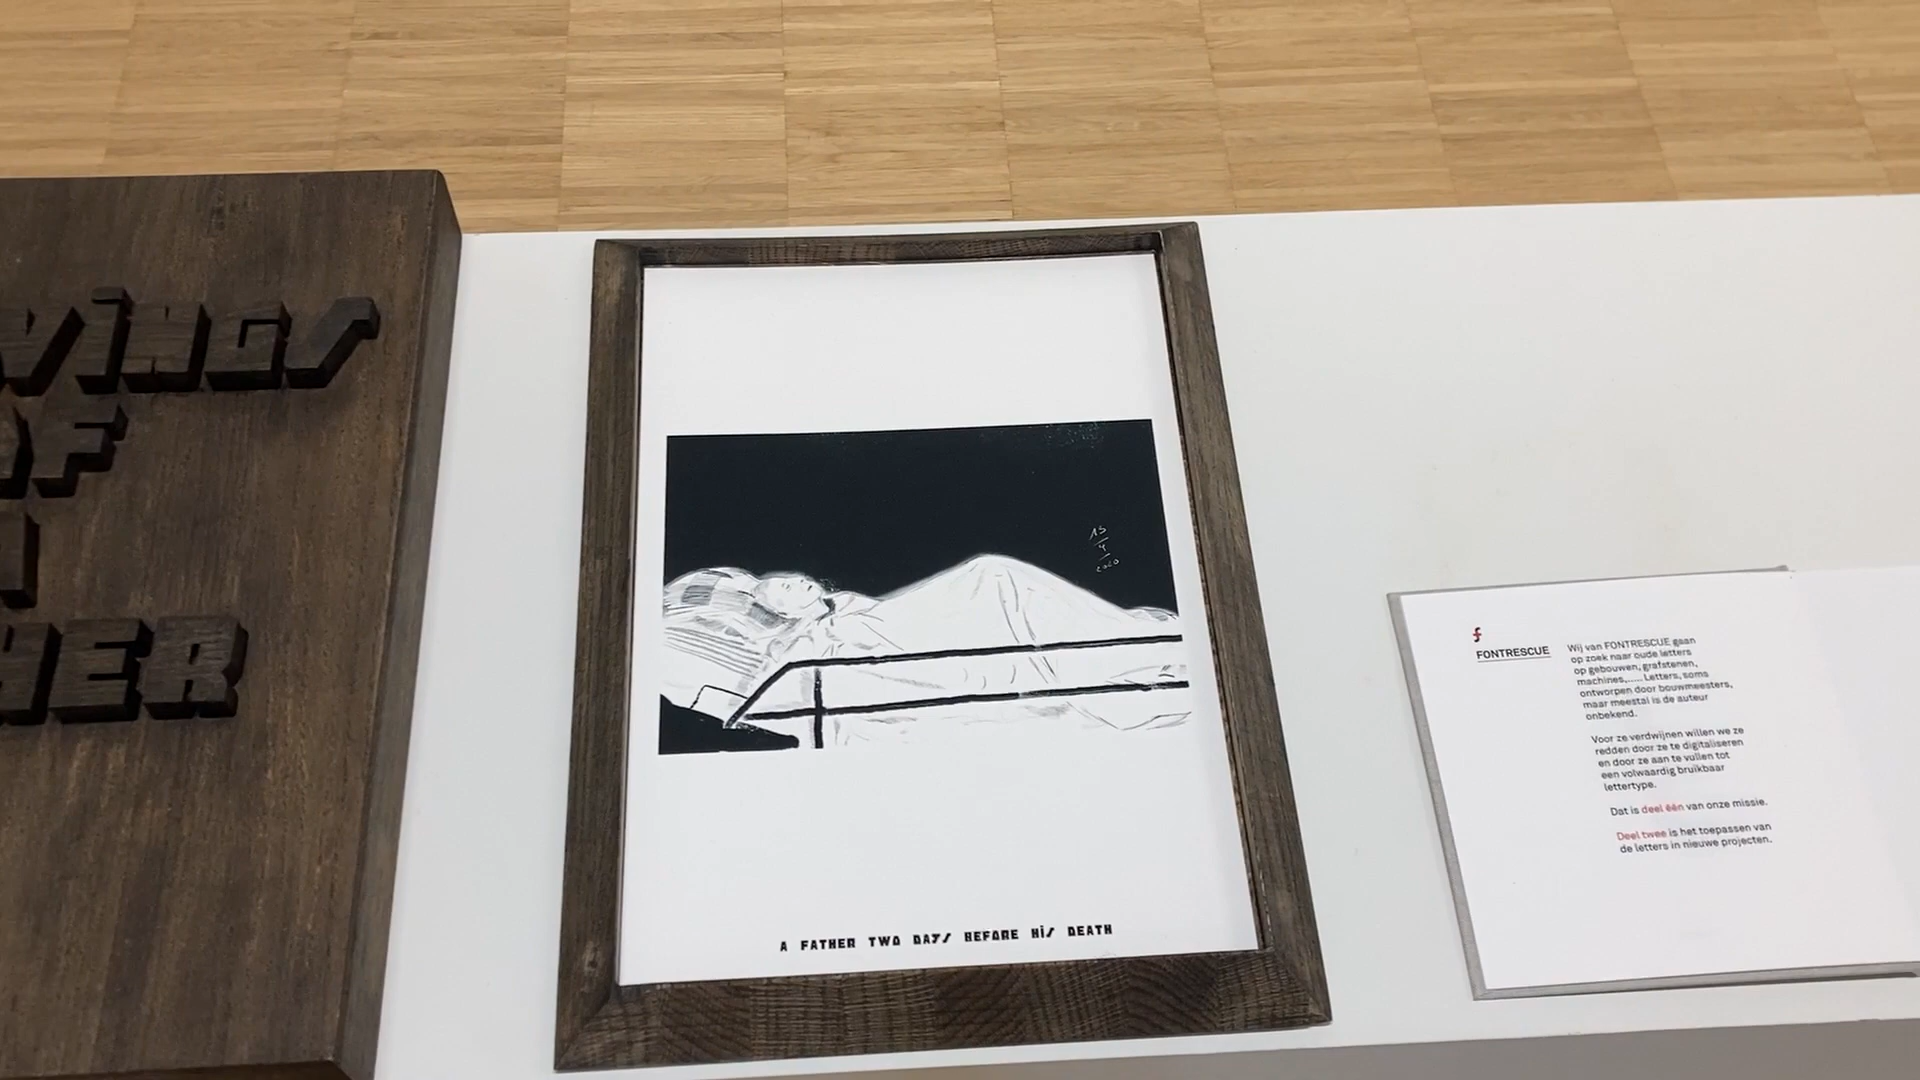 VINGS
OF
A
HER
15
4
2020
A FATHER TWO DAYS BEFORE HIS DEATH
f
FONTRESCUE
Wij van FONTRESCUE gaan
op zoek naar oude letters
op gebouwen, grafstenen,
machines,..... Letters, soms
ontworpen door bouwmeesters,
maar meestal is de auteur
onbekend.
Voor ze verdwijnen willen we ze
redden door ze te digitaliseren
en door ze aan te vullen tot
een volwaardig bruikbaar
lettertype.
Dat is deel één van onze missie.
Deel twee is het toepassen van
de letters in nieuwe projecten.